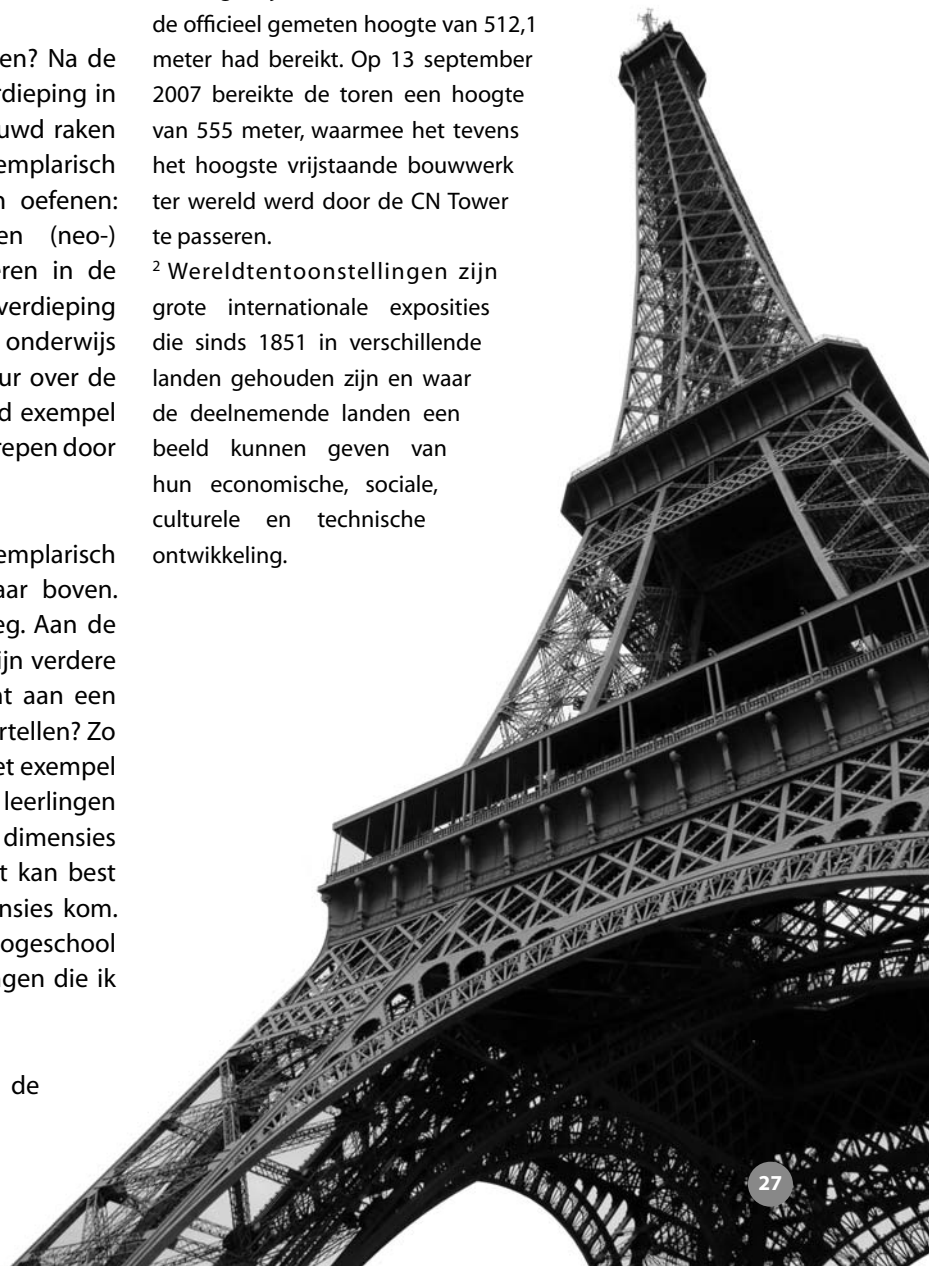 en? Na de
rdieping in
uwd raken
emplarisch
n oefenen:
en (neo-)
eren in de
verdieping
onderwijs
ur over de
d exempel
repen door
emplarisch
aar boven.
eg. Aan de
ijn verdere
nt aan een
rtellen? Zo
et exempel
leerlingen
dimensies
t kan best
nsies kom.
ogeschool
ngen die ik
de
de officieel gemeten hoogte van 512,1
meter had bereikt. Op 13 september
2007 bereikte de toren een hoogte
van 555 meter, waarmee het tevens
het hoogste vrijstaande bouwwerk
ter wereld werd door de CN Tower
te passeren.
² Wereldtentoonstellingen zijn
grote internationale exposities
die sinds 1851 in verschillende
landen gehouden zijn en waar
de deelnemende landen een
beeld kunnen geven van
hun economische, sociale,
culturele en technische
ontwikkeling.
27